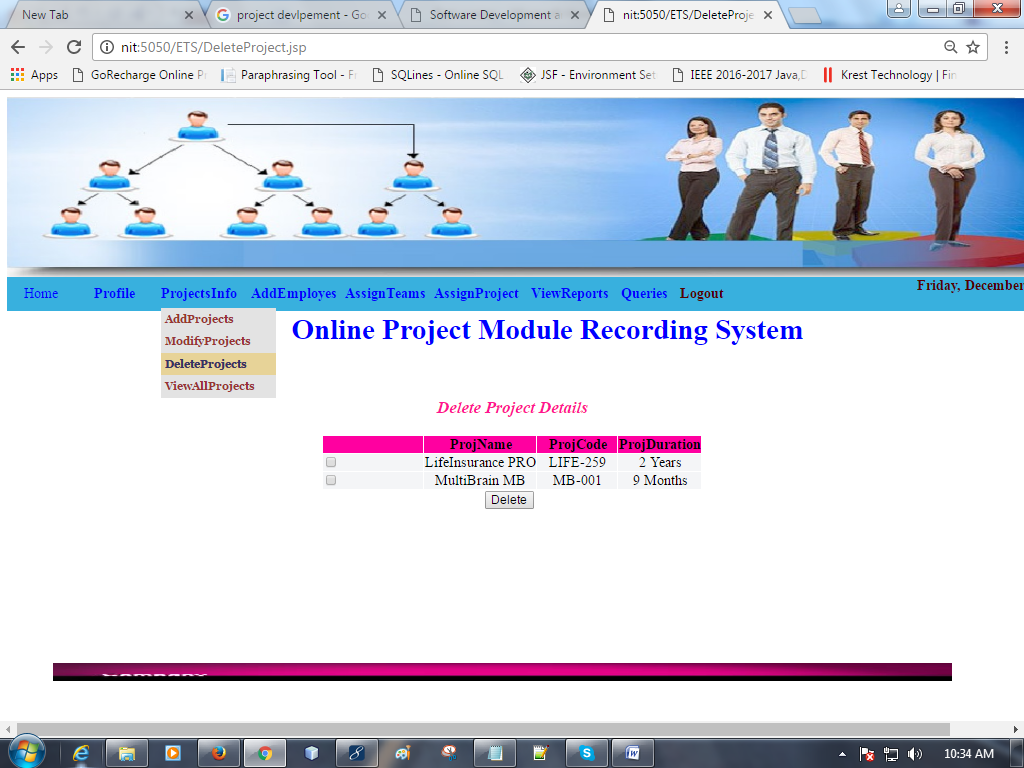 New Tab
project devlpement - Go
Software Development a
nit:5050/ETS/DeleteProje
nit:5050/ETS/DeleteProject.jsp
Apps
GoRecharge Online P
Paraphrasing Tool - F
SQLines - Online SQL
JSF - Environment Set
IEEE 2016-2017 Java,D
Krest Technology | Fin
Home Profile ProjectsInfo AddEmployes AssignTeams AssignProject ViewReports Queries Logout
Friday, December
AddProjects
ModifyProjects
DeleteProjects
ViewAllProjects
Online Project Module Recording System
Delete Project Details
ProjName ProjCode ProjDuration
LifeInsurance PRO LIFE-259 2 Years
MultiBrain MB MB-001 9 Months
Delete
10:34 AM